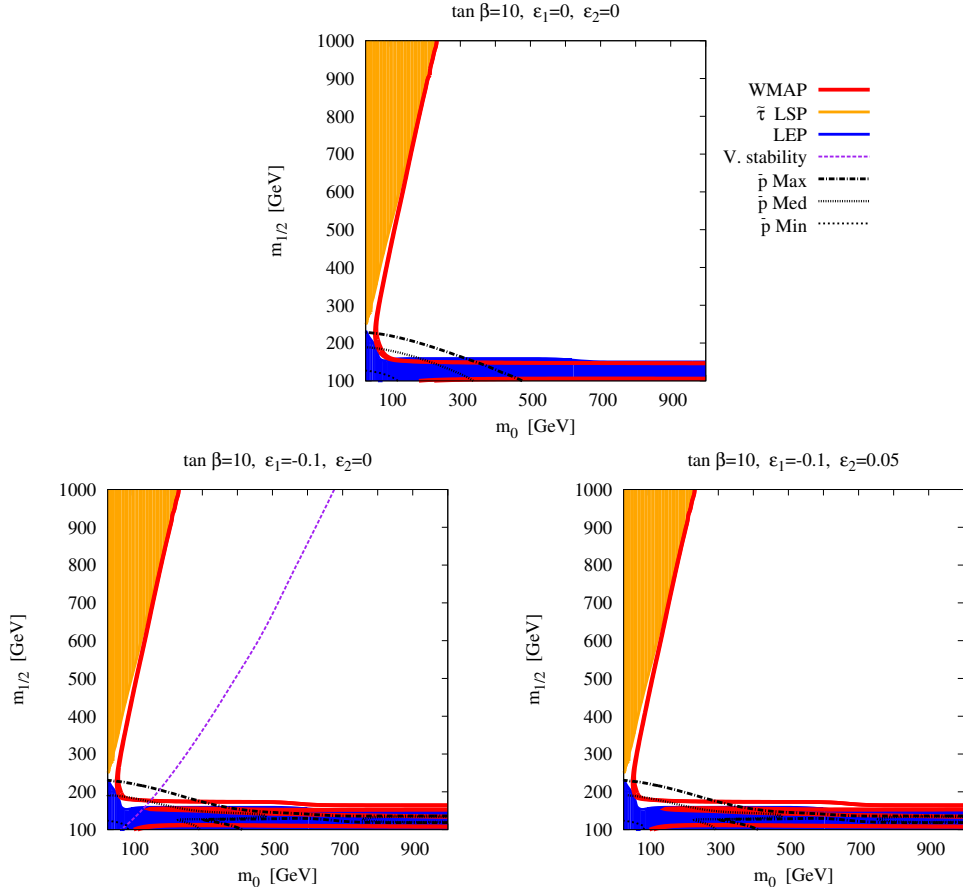 tan β=10, ε₁=0, ε₂=0
1000
900
800
700
600
500
400
300
200
100
m₁/₂ [GeV]
100 300 500 700 900
m₀ [GeV]
WMAP
τ̃ LSP
LEP
V. stability
p̄ Max
p̄ Med
p̄ Min
tan β=10, ε₁=-0.1, ε₂=0
1000
900
800
700
600
500
400
300
200
100
m₁/₂ [GeV]
100 300 500 700 900
m₀ [GeV]
tan β=10, ε₁=-0.1, ε₂=0.05
1000
900
800
700
600
500
400
300
200
100
m₁/₂ [GeV]
100 300 500 700 900
m₀ [GeV]